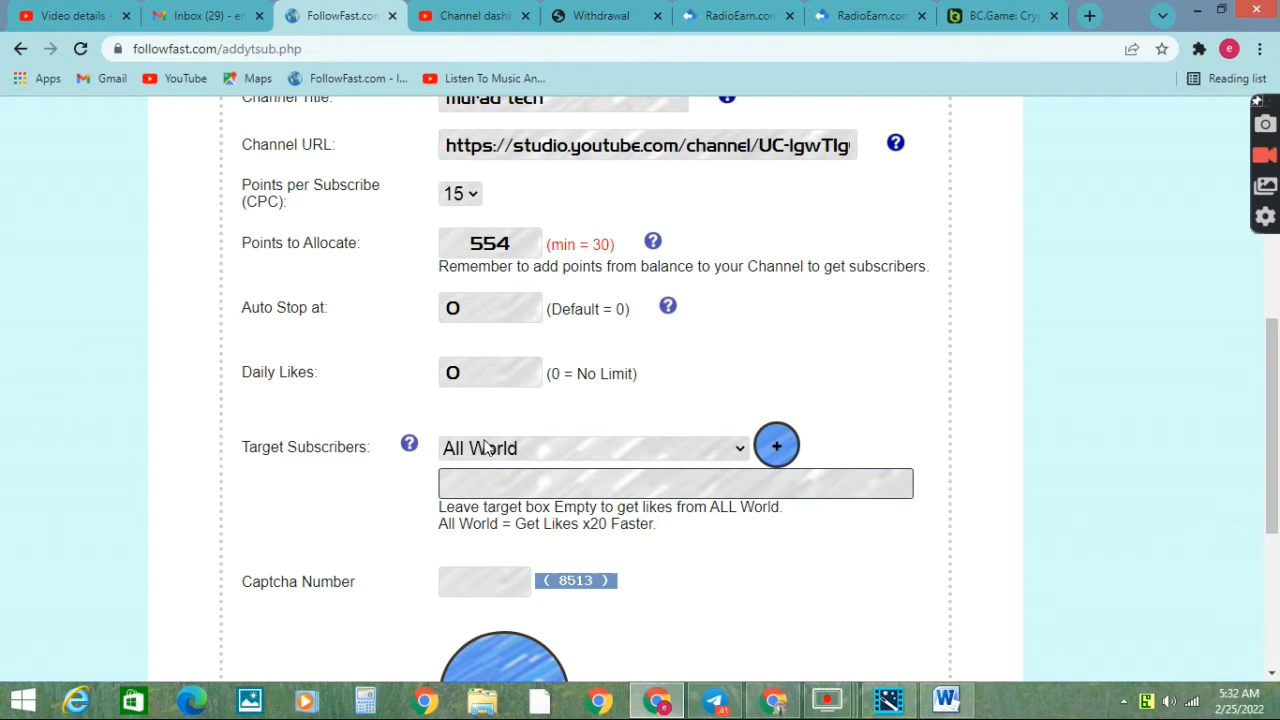 Video details -
Inbox (29) - e
FollowFast.com
Channel dash
Withdrawal
RadioEarn.com
RadioEarn.com
BC.Game: Cry
followfast.com/addytsub.php
e
Apps
Gmail
YouTube
Maps
FollowFast.com - I...
Listen To Music An...
Reading list
Channel Title:
murad tech
?
Channel URL:
https://studio.youtube.com/channel/UC-IgwTIg
?
Points per Subscribe
(CPC):
15
Points to Allocate:
554
(min = 30)
?
Remember to add points from balance to your Channel to get subscribers.
Auto Stop at:
0
(Default = 0)
?
Daily Likes:
0
(0 = No Limit)
Target Subscribers:
?
All World
+
Leave target box Empty to get likes from ALL World.
All World = Get Likes x20 Faster.
Captcha Number
( 8513 )
41
5:32 AM
2/25/2022